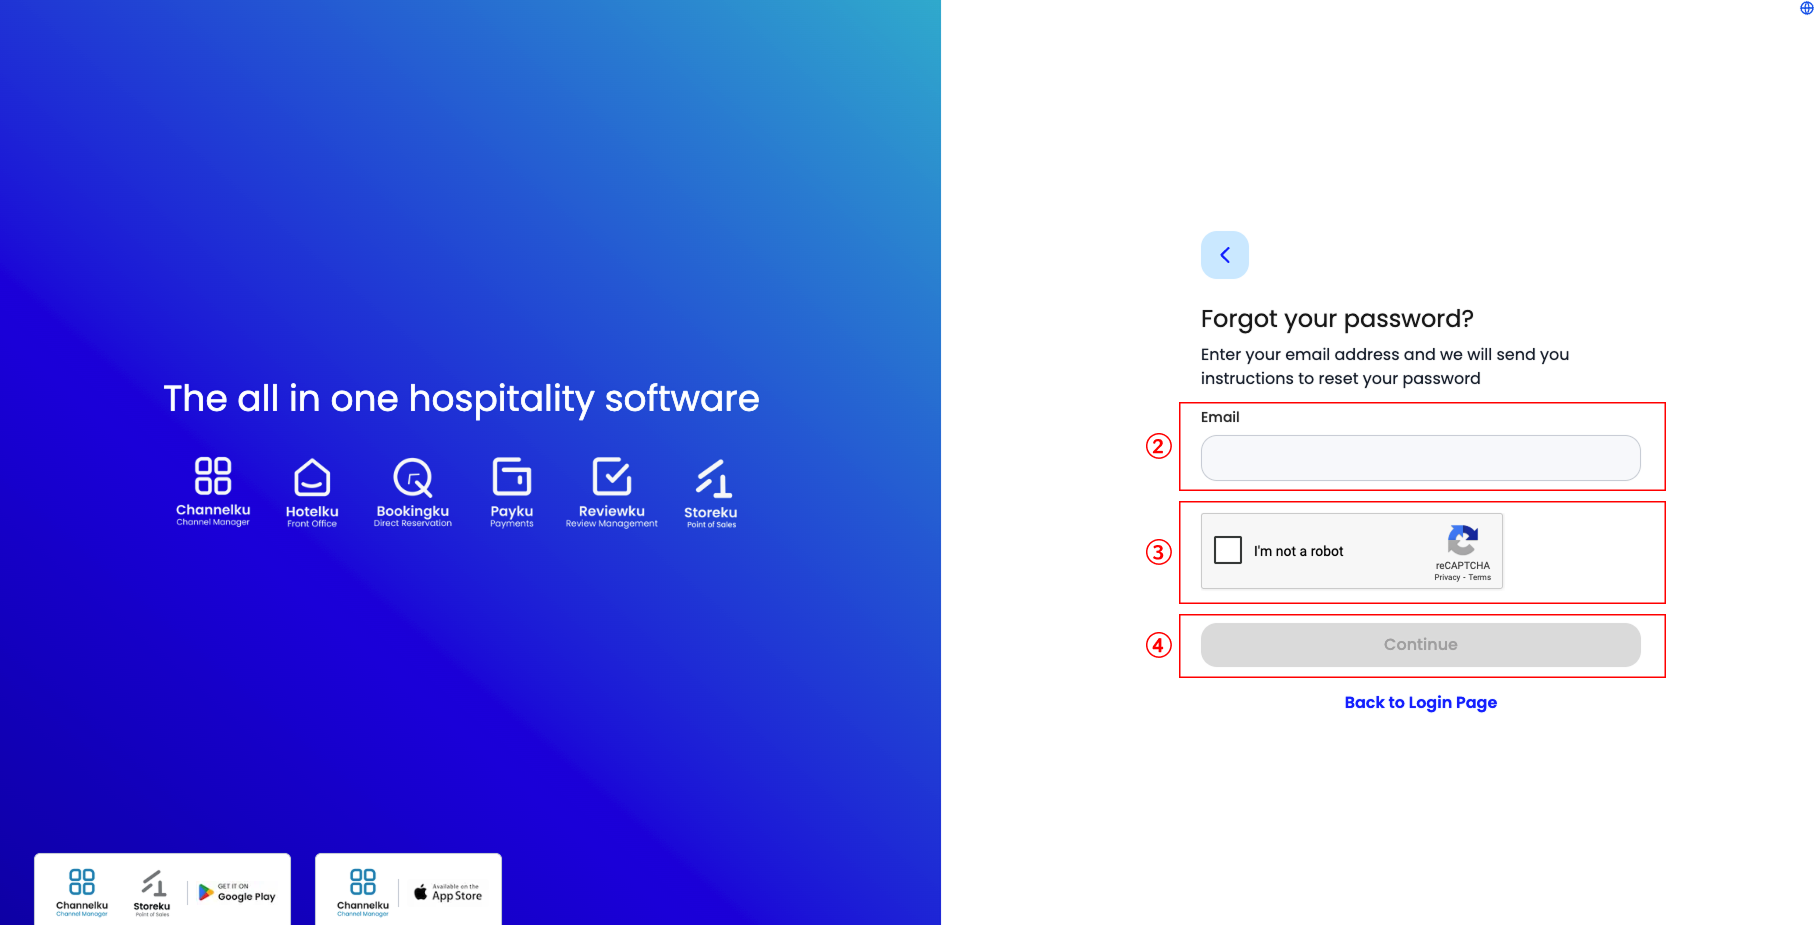 The all in one hospitality software
Channelku
Channel Manager
Hotelku
Front Office
Bookingku
Direct Reservation
Payku
Payments
Reviewku
Review Management
Storeku
Point of Sales
Channelku
Channel Manager
Storeku
Point of Sales
GET IT ON
Google Play
Channelku
Channel Manager
Available on the
App Store
Forgot your password?
Enter your email address and we will send you
instructions to reset your password
② Email
③ I'm not a robot
reCAPTCHA
Privacy - Terms
④ Continue
Back to Login Page